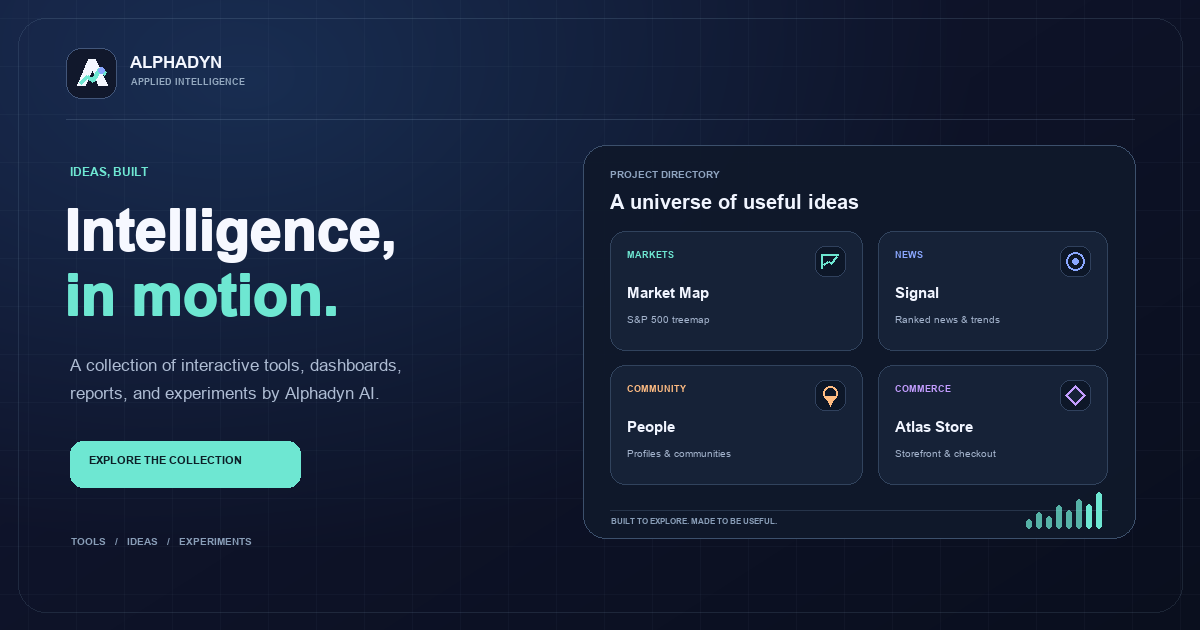 ALPHADYN
APPLIED INTELLIGENCE
IDEAS, BUILT
Intelligence,
in motion.
A collection of interactive tools, dashboards,
reports, and experiments by Alphadyn AI.
EXPLORE THE COLLECTION
TOOLS / IDEAS / EXPERIMENTS
PROJECT DIRECTORY
A universe of useful ideas
MARKETS
Market Map
S&P 500 treemap
NEWS
Signal
Ranked news & trends
COMMUNITY
People
Profiles & communities
COMMERCE
Atlas Store
Storefront & checkout
BUILT TO EXPLORE. MADE TO BE USEFUL.